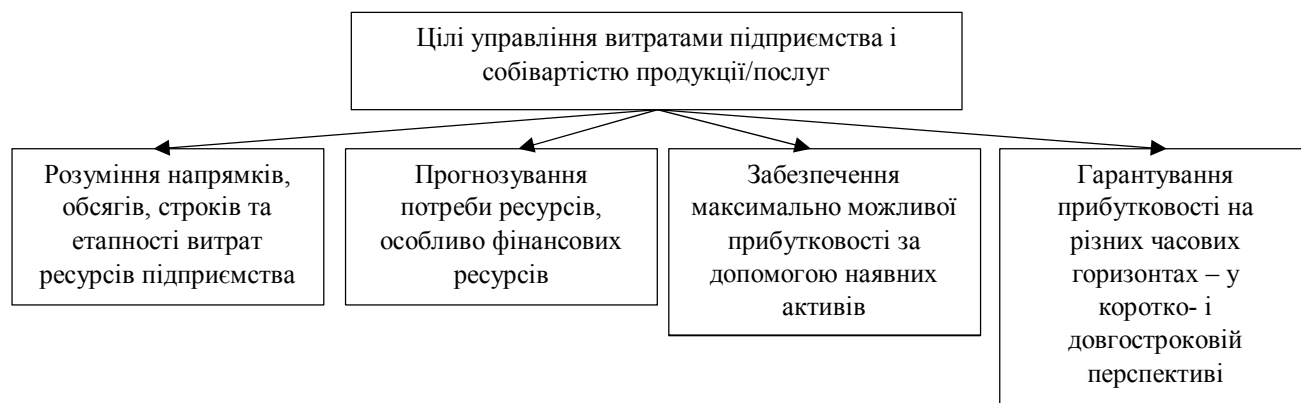 Цілі управління витратами підприємства і
собівартістю продукції/послуг
Розуміння напрямків,
обсягів, строків та
етапності витрат
ресурсів підприємства
Прогнозування
потреби ресурсів,
особливо фінансових
ресурсів
Забезпечення
максимально можливої
прибутковості за
допомогою наявних
активів
Гарантування
прибутковості на
різних часових
горизонтах – у
коротко- і
довгостроковій
перспективі